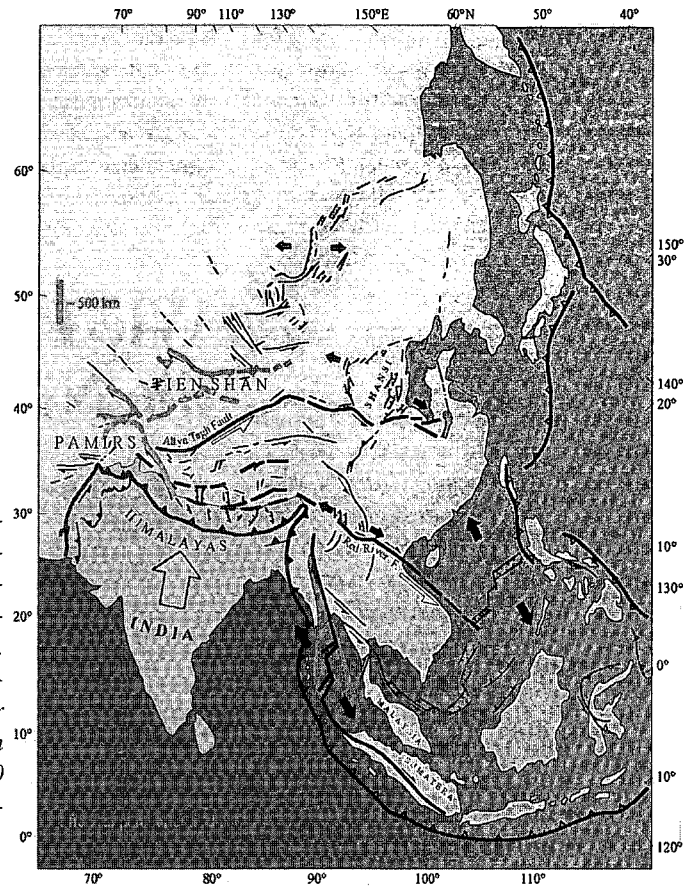 70° 90° 110° 130° 150°E 60°N 50° 40°
60°
150°
30°
50°
~ 500 km
TIEN SHAN
SHANSI
140°
20°
40°
PAMIRS
Altyn Tagh Fault
30°
HIMALAYAS
Red River F.
10°
130°
INDIA
20°
0°
10°
MALAYSIA
SUMATRA
10°
0°
120°
70° 80° 90° 100° 110°